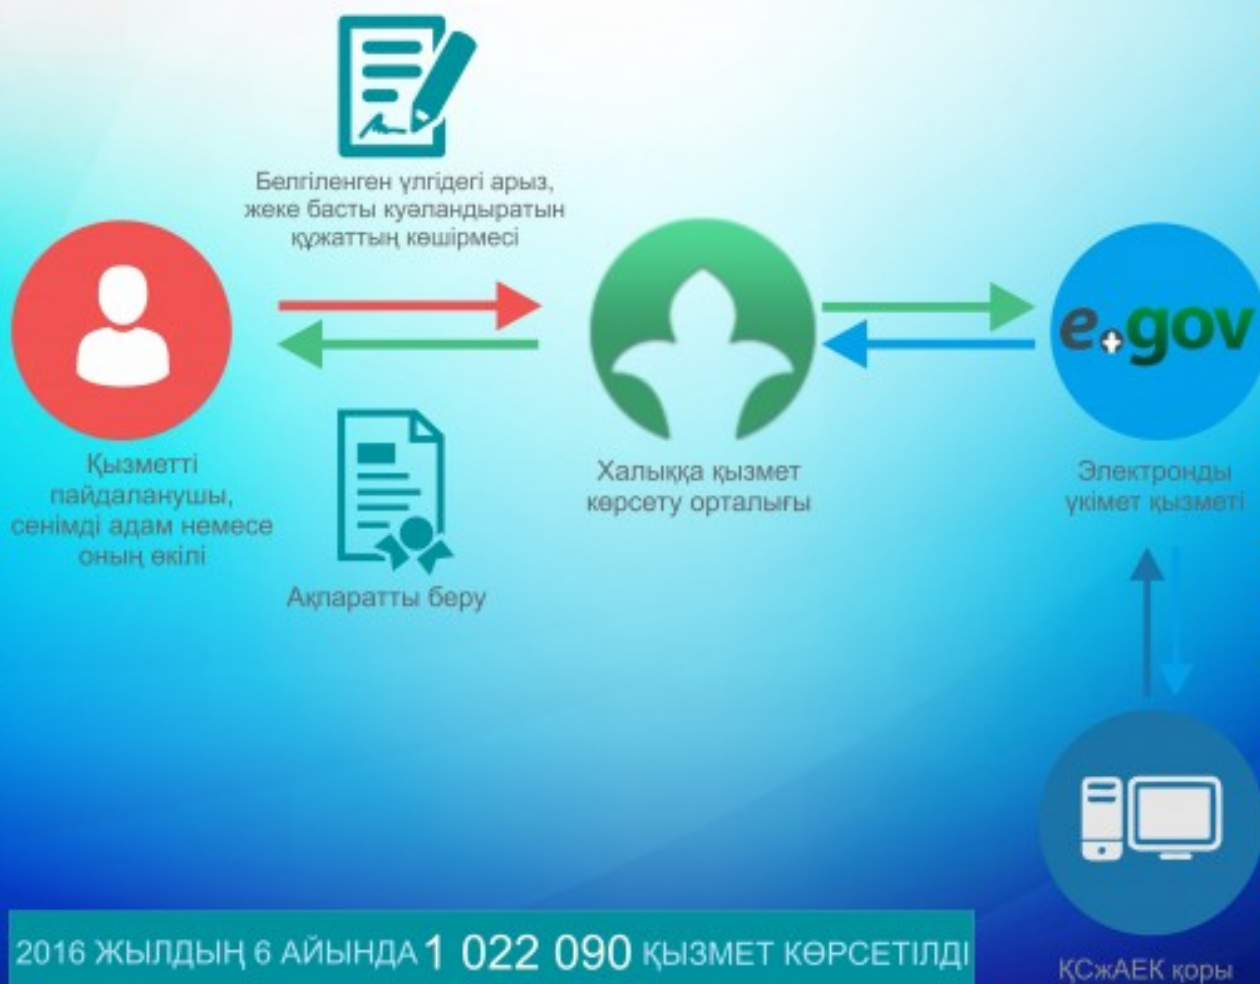 Белгіленген үлгідегі арыз,
жеке басты куәландыратын
құжаттың көшірмесі
e.gov
Қызметті
пайдаланушы,
сенімді адам немесе
оның өкілі
Халыққа қызмет
көрсету орталығы
Электронды
үкімет қызметі
Ақпаратты беру
2016 ЖЫЛДЫҢ 6 АЙЫНДА 1 022 090 ҚЫЗМЕТ КӨРСЕТІЛДІ
ҚСжАЕК қоры